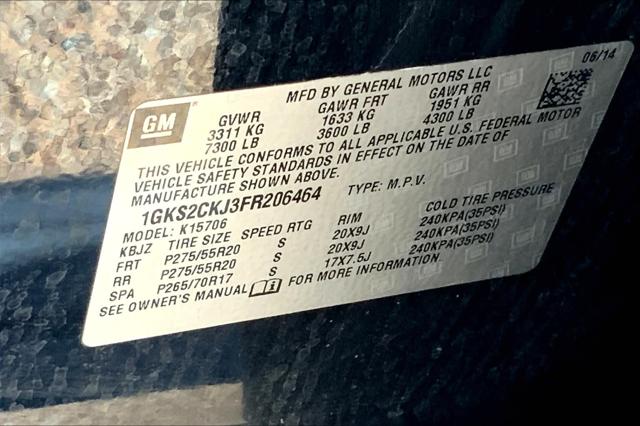 06/14
MFD BY GENERAL MOTORS LLC
GM
GVWR GAWR FRT GAWR RR
3311 KG 1633 KG 1951 KG
7300 LB 3600 LB 4300 LB
THIS VEHICLE CONFORMS TO ALL APPLICABLE U.S. FEDERAL MOTOR
VEHICLE SAFETY STANDARDS IN EFFECT ON THE DATE OF
MANUFACTURE SHOWN ABOVE.
1GKS2CKJ3FR206464 TYPE: M.P.V.
MODEL: K15706
KBJZ TIRE SIZE SPEED RTG RIM COLD TIRE PRESSURE
FRT P275/55R20 S 20X9J 240KPA(35PSI)
RR P275/55R20 S 20X9J 240KPA(35PSI)
SPA P265/70R17 S 17X7.5J 240KPA(35PSI)
SEE OWNER'S MANUAL FOR MORE INFORMATION.